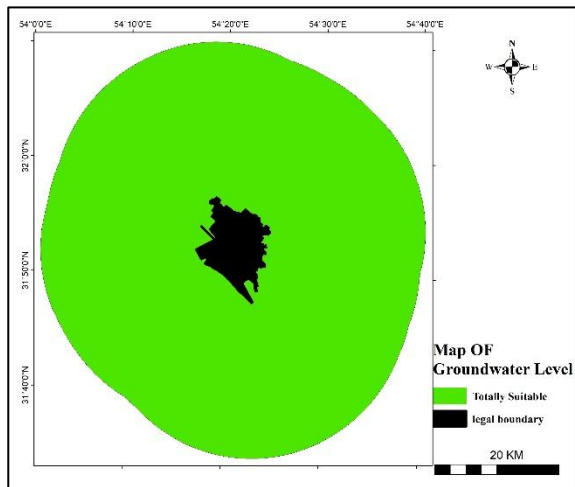 54°0'0"E 54°10'0"E 54°20'0"E 54°30'0"E 54°40'0"E
N
W E
S
32°0'0"N
31°50'0"N
31°40'0"N
Map OF
Groundwater Level
Totally Suitable
legal boundary
20 KM